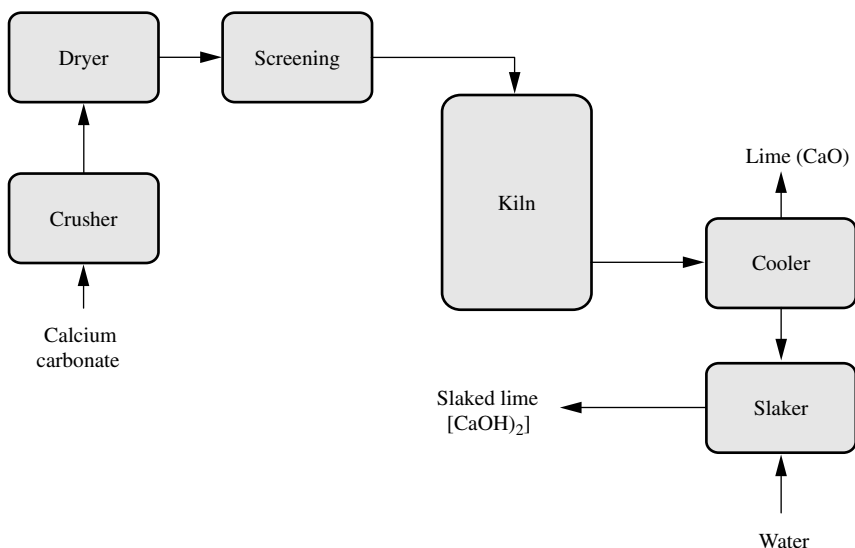 Dryer
Screening
Crusher
Calcium
carbonate
Kiln
Lime (CaO)
Cooler
Slaked lime
[CaOH)₂]
Slaker
Water